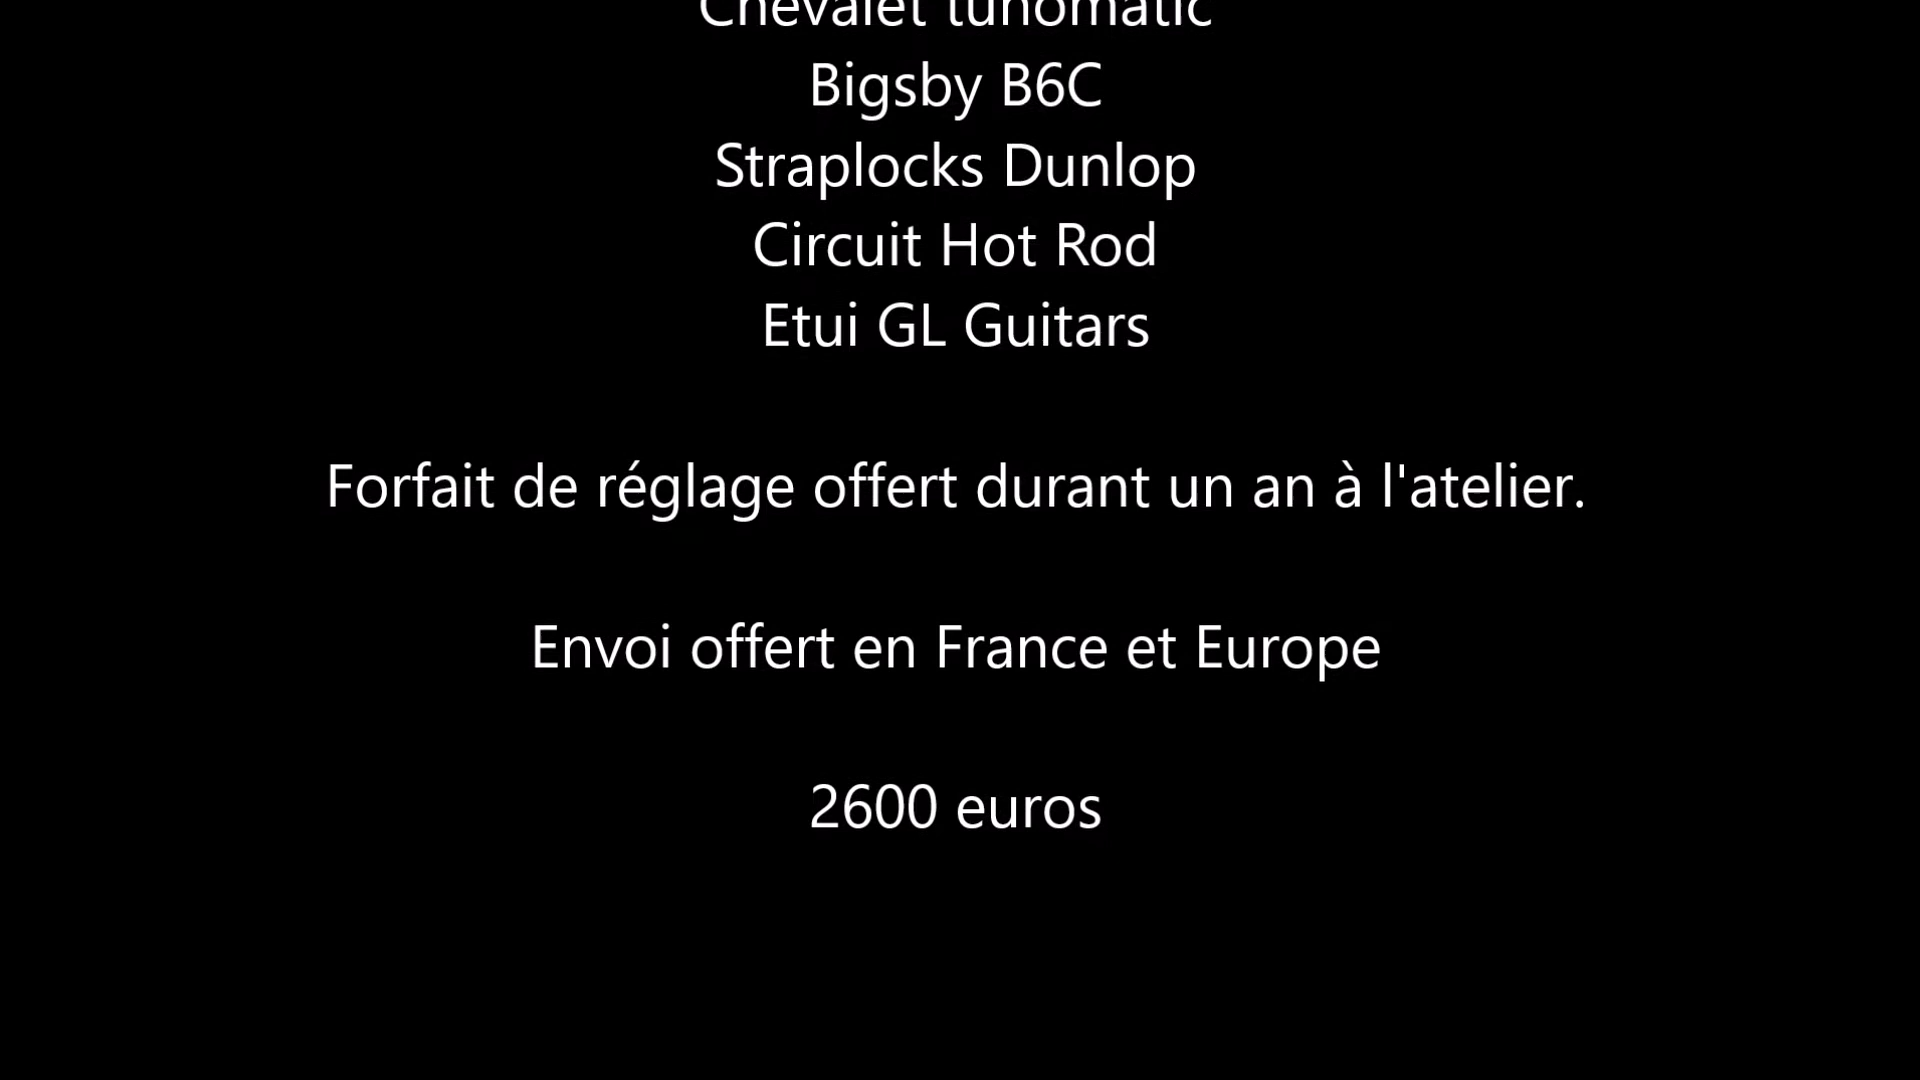 Chevalet tunomatic
Bigsby B6C
Straplocks Dunlop
Circuit Hot Rod
Etui GL Guitars
Forfait de réglage offert durant un an à l'atelier.
Envoi offert en France et Europe
2600 euros